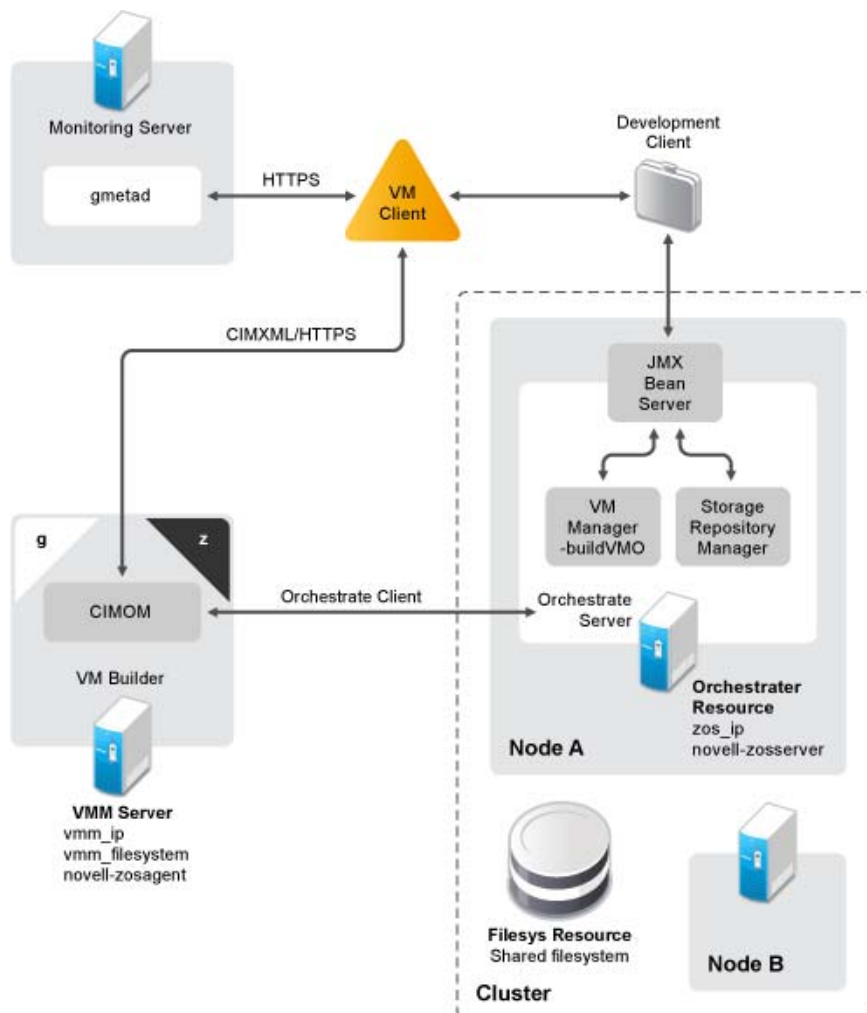 Monitoring Server
gmetad
HTTPS
VM
Client
Development
Client
CIMXML/HTTPS
JMX
Bean
Server
VM
Manager
-buildVMO
Storage
Repository
Manager
g
z
CIMOM
Orchestrate Client
Orchestrate
Server
VM Builder
Orchestrater
Resource
zos_ip
novell-zosserver
Node A
VMM Server
vmm_ip
vmm_filesystem
novell-zosagent
Filesys Resource
Shared filesystem
Node B
Cluster